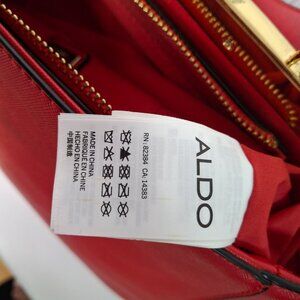 ALDO
RN: 82384 CA: 14383
MADE IN CHINA
FABRIQUÉ EN CHINE
HECHO EN CHINA
中国制造